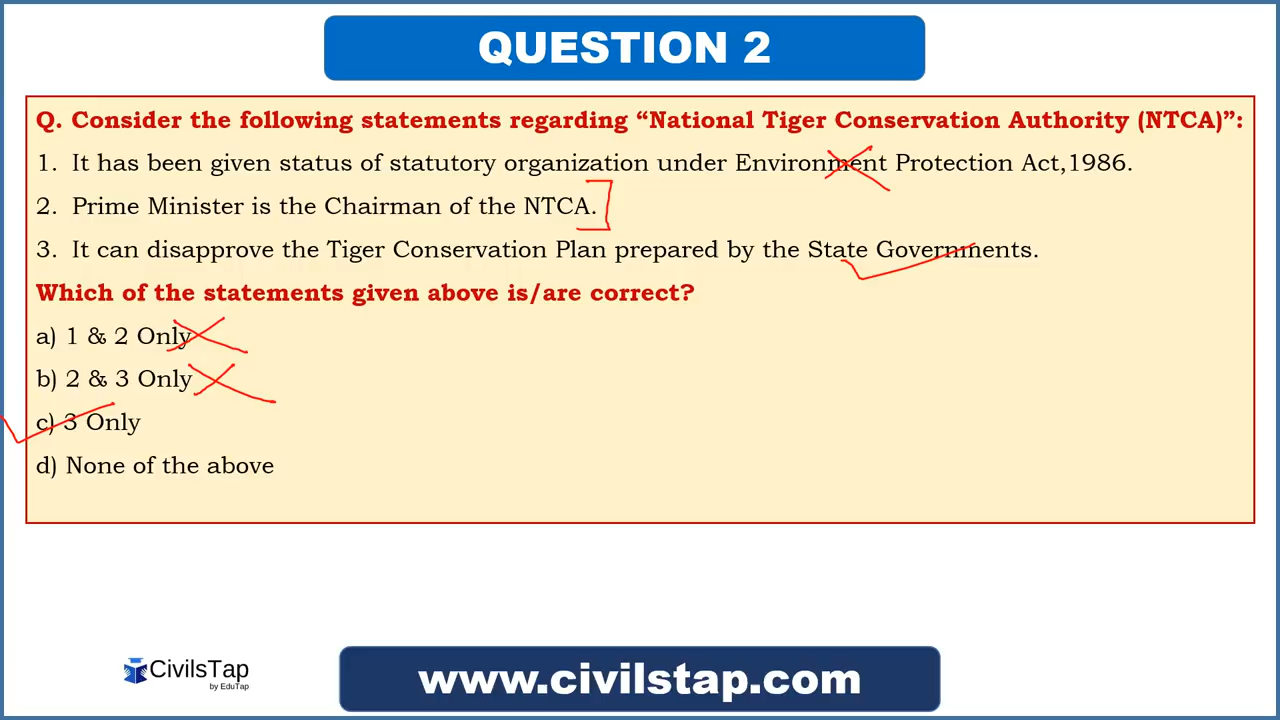 QUESTION 2
Q. Consider the following statements regarding “National Tiger Conservation Authority (NTCA)”:
1. It has been given status of statutory organization under Environment Protection Act,1986.
2. Prime Minister is the Chairman of the NTCA.
3. It can disapprove the Tiger Conservation Plan prepared by the State Governments.
Which of the statements given above is/are correct?
a) 1 & 2 Only
b) 2 & 3 Only
c) 3 Only
d) None of the above
CivilsTap
by EduTap
www.civilstap.com